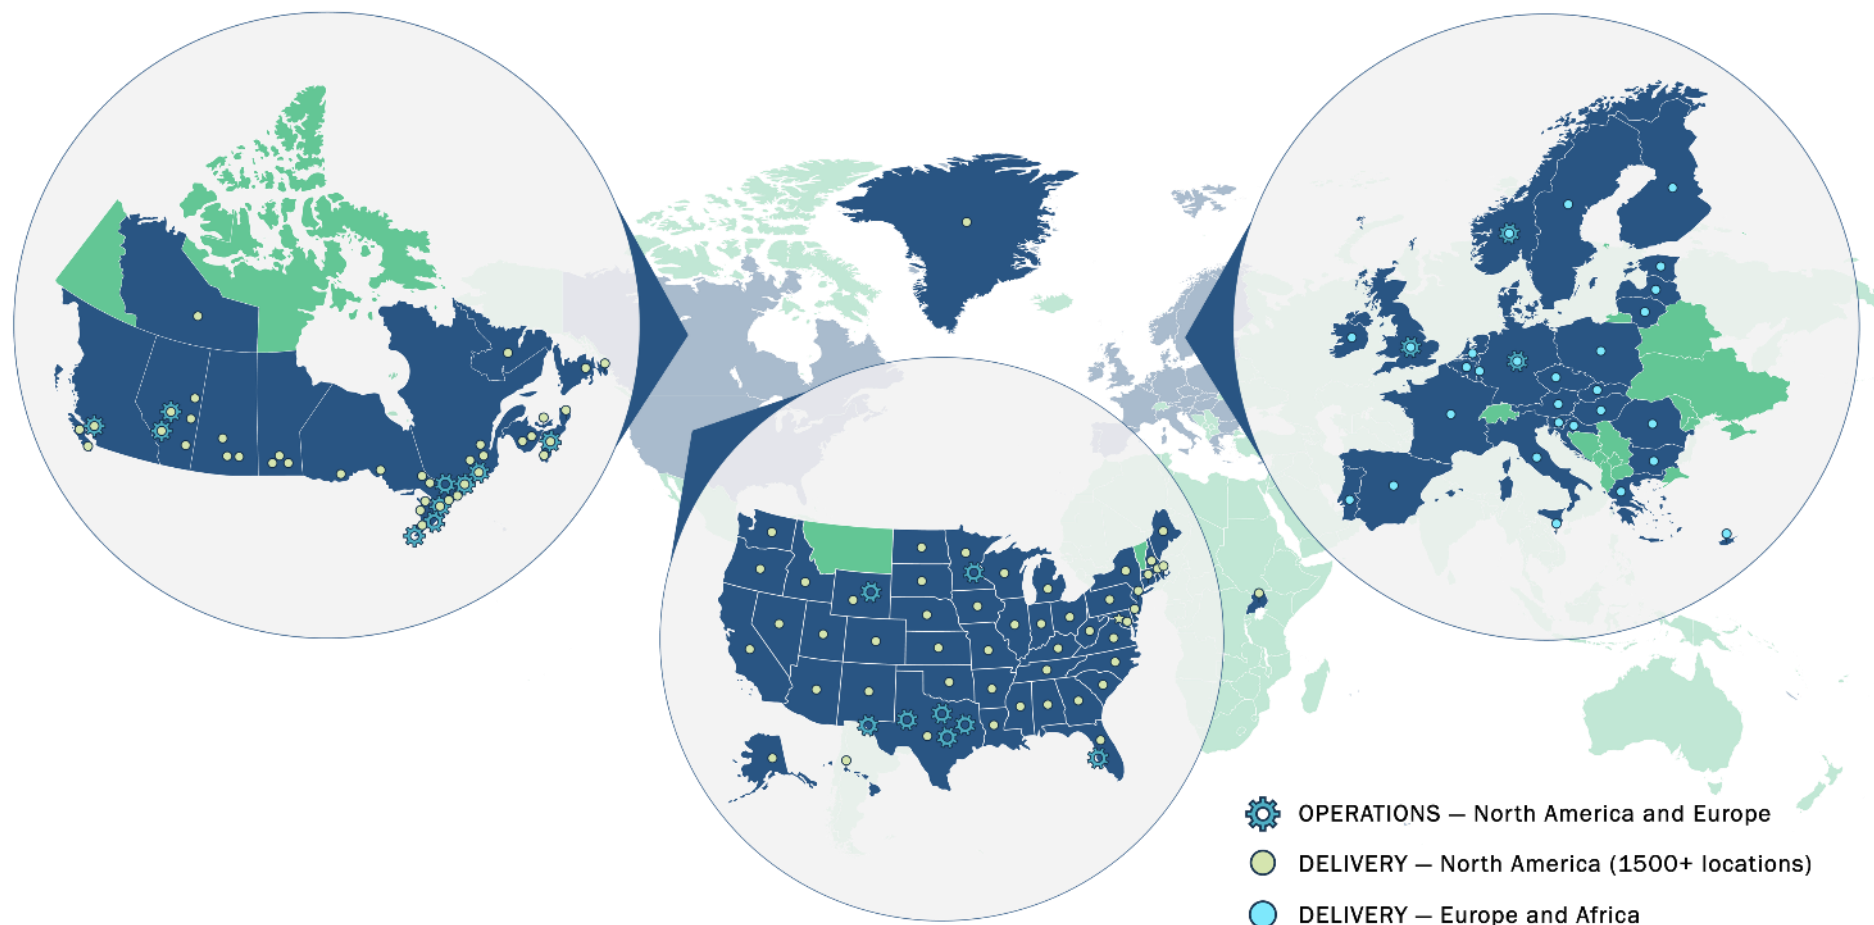 OPERATIONS — North America and Europe
DELIVERY — North America (1500+ locations)
DELIVERY — Europe and Africa